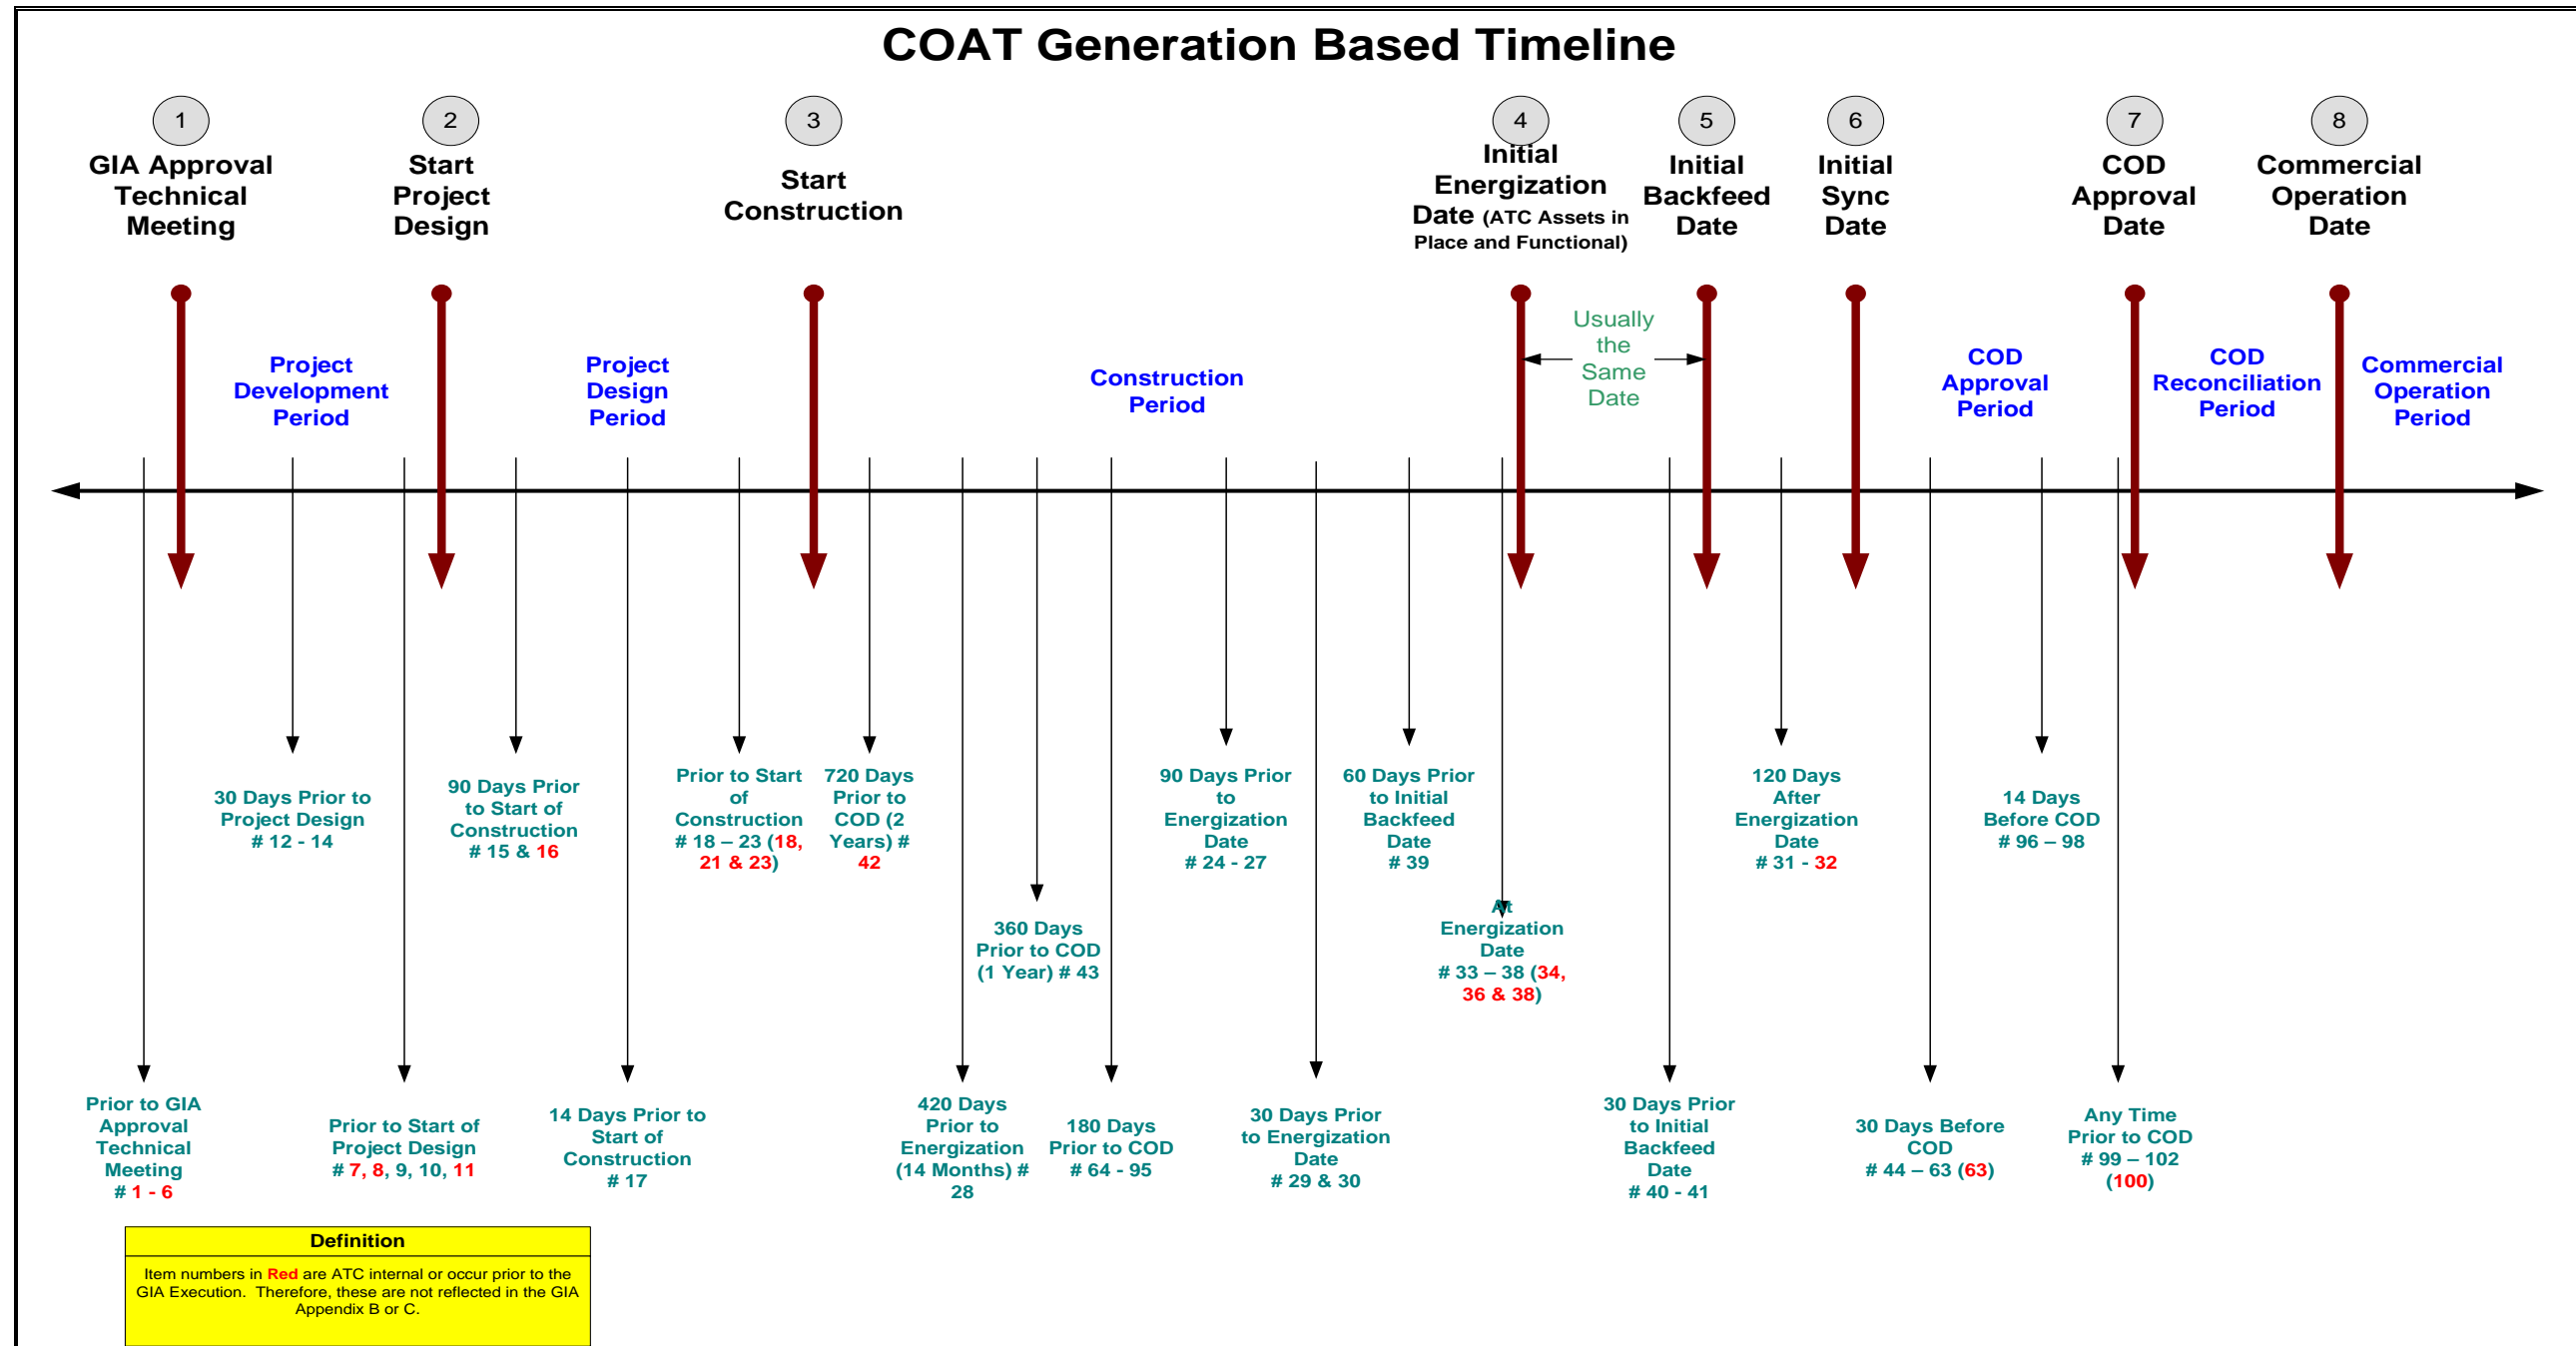 COAT Generation Based Timeline
1
GIA Approval
Technical
Meeting
2
Start
Project
Design
3
Start
Construction
4
Initial
Energization
Date (ATC Assets in
Place and Functional)
5
Initial
Backfeed
Date
6
Initial
Sync
Date
7
COD
Approval
Date
8
Commercial
Operation
Date
Project
Development
Period
Project
Design
Period
Construction
Period
Usually
the
Same
Date
COD
Approval
Period
COD
Reconciliation
Period
Commercial
Operation
Period
30 Days Prior to
Project Design
# 12 - 14
90 Days Prior
to Start of
Construction
# 15 & 16
Prior to Start
of
Construction
# 18 – 23 (18,
21 & 23)
720 Days
Prior to
COD (2
Years) #
42
360 Days
Prior to COD
(1 Year) # 43
90 Days Prior
to
Energization
Date
# 24 - 27
60 Days Prior
to Initial
Backfeed
Date
# 39
At
Energization
Date
# 33 – 38 (34,
36 & 38)
120 Days
After
Energization
Date
# 31 - 32
14 Days
Before COD
# 96 – 98
Prior to GIA
Approval
Technical
Meeting
# 1 - 6
Prior to Start of
Project Design
# 7, 8, 9, 10, 11
14 Days Prior to
Start of
Construction
# 17
420 Days
Prior to
Energization
(14 Months) #
28
180 Days
Prior to COD
# 64 - 95
30 Days Prior
to Energization
Date
# 29 & 30
30 Days Prior
to Initial
Backfeed
Date
# 40 - 41
30 Days Before
COD
# 44 – 63 (63)
Any Time
Prior to COD
# 99 – 102
(100)
Definition
Item numbers in Red are ATC internal or occur prior to the
GIA Execution.  Therefore, these are not reflected in the GIA
Appendix B or C.